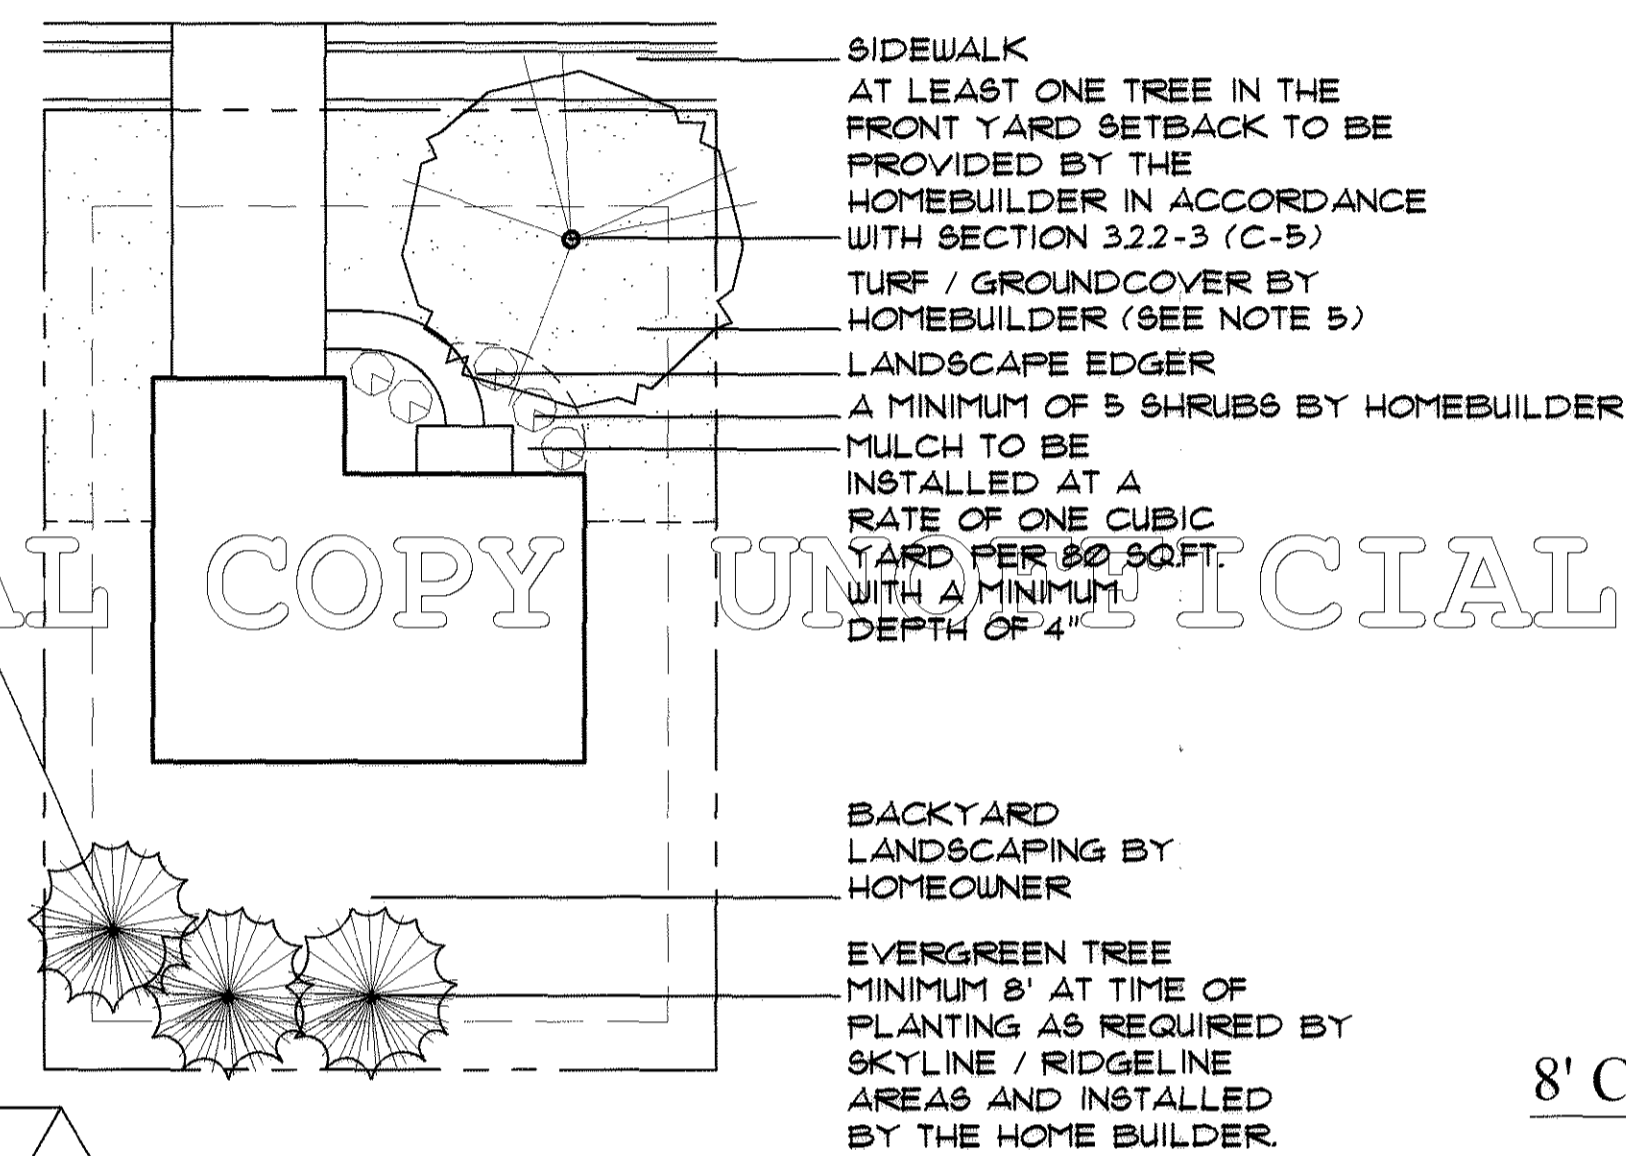 SIDEWALK
AT LEAST ONE TREE IN THE
FRONT YARD SETBACK TO BE
PROVIDED BY THE
HOMEBUILDER IN ACCORDANCE
WITH SECTION 3.2.2-3 (C-5)
TURF / GROUNDCOVER BY
HOMEBUILDER (SEE NOTE 5)
LANDSCAPE EDGER
A MINIMUM OF 5 SHRUBS BY HOMEBUILDER
MULCH TO BE
INSTALLED AT A
RATE OF ONE CUBIC
YARD PER 80 SQ.FT.
WITH A MINIMUM
DEPTH OF 4"
AL COPY UNOFFICIAL
BACKYARD
LANDSCAPING BY
HOMEOWNER
EVERGREEN TREE
MINIMUM 8' AT TIME OF
PLANTING AS REQUIRED BY
SKYLINE / RIDGELINE
AREAS AND INSTALLED
BY THE HOME BUILDER.
8' C